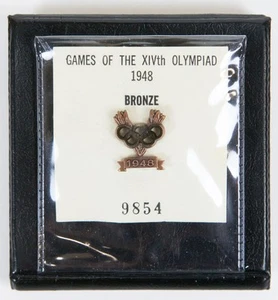 GAMES OF THE XIVth OLYMPIAD
1948
BRONZE
1948
9854